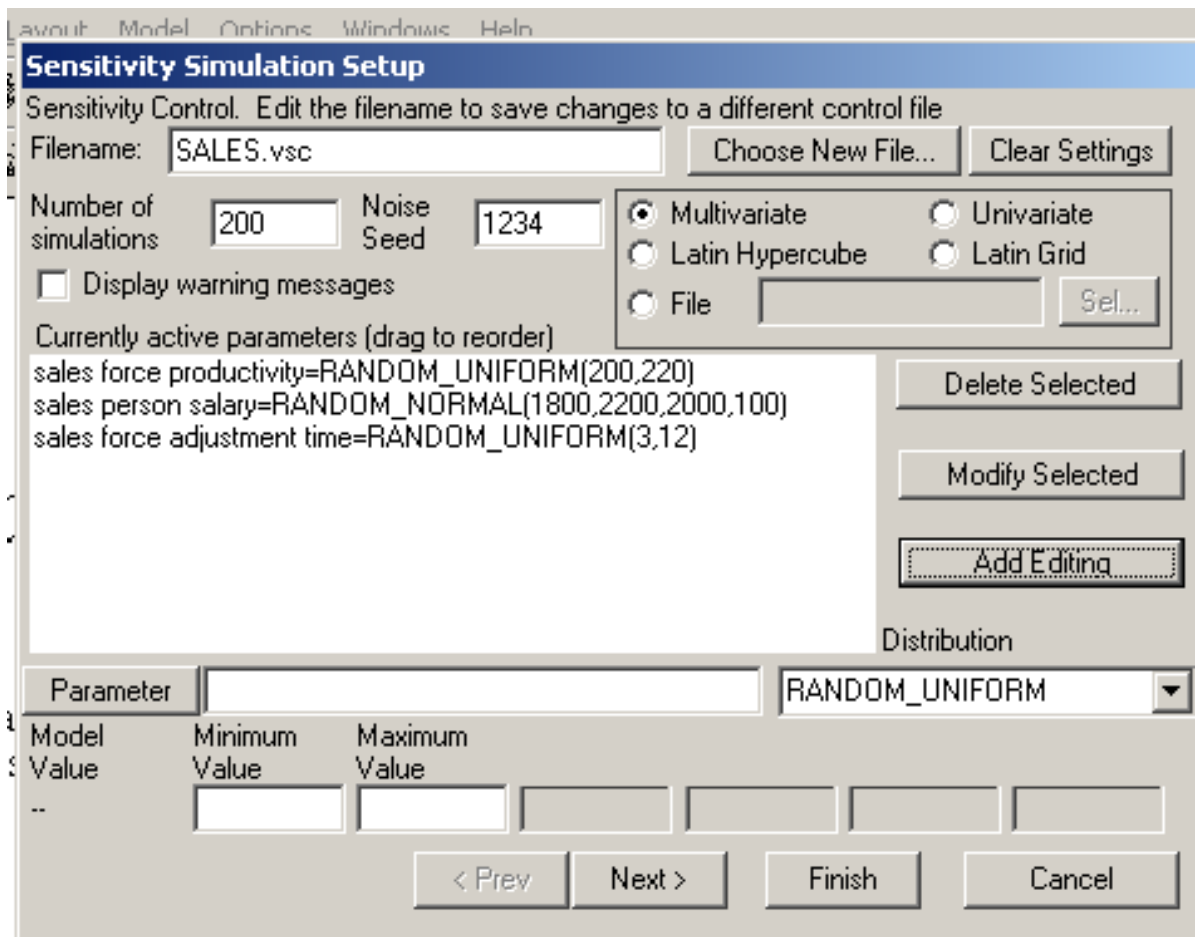 Layout Model Options Windows Help
Sensitivity Simulation Setup
Sensitivity Control. Edit the filename to save changes to a different control file
Filename: SALES.vsc Choose New File... Clear Settings
Number of simulations 200 Noise Seed 1234
Multivariate Univariate
Latin Hypercube Latin Grid
Display warning messages
File Sel...
Currently active parameters (drag to reorder)
sales force productivity=RANDOM_UNIFORM(200,220)
sales person salary=RANDOM_NORMAL(1800,2200,2000,100)
sales force adjustment time=RANDOM_UNIFORM(3,12)
Delete Selected
Modify Selected
Add Editing
Distribution
Parameter RANDOM_UNIFORM
Model Value Minimum Value Maximum Value
--
< Prev Next > Finish Cancel